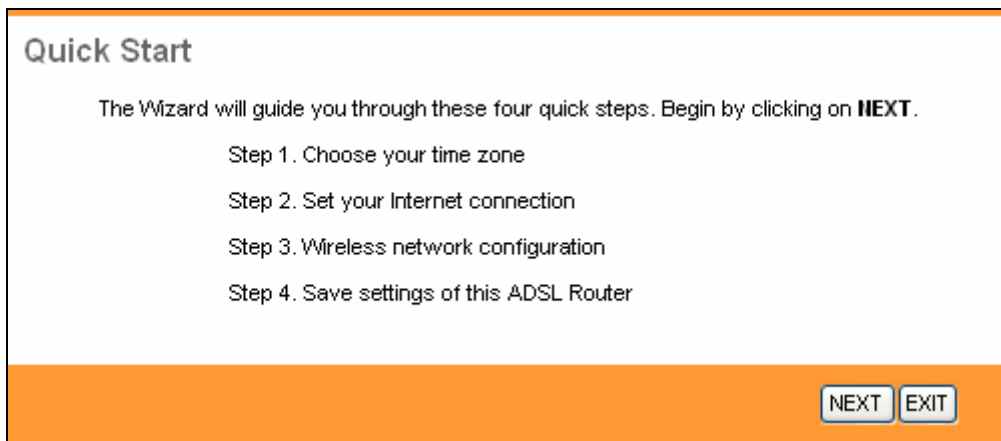 Quick Start
The Wizard will guide you through these four quick steps. Begin by clicking on NEXT.
Step 1. Choose your time zone
Step 2. Set your Internet connection
Step 3. Wireless network configuration
Step 4. Save settings of this ADSL Router
NEXT EXIT